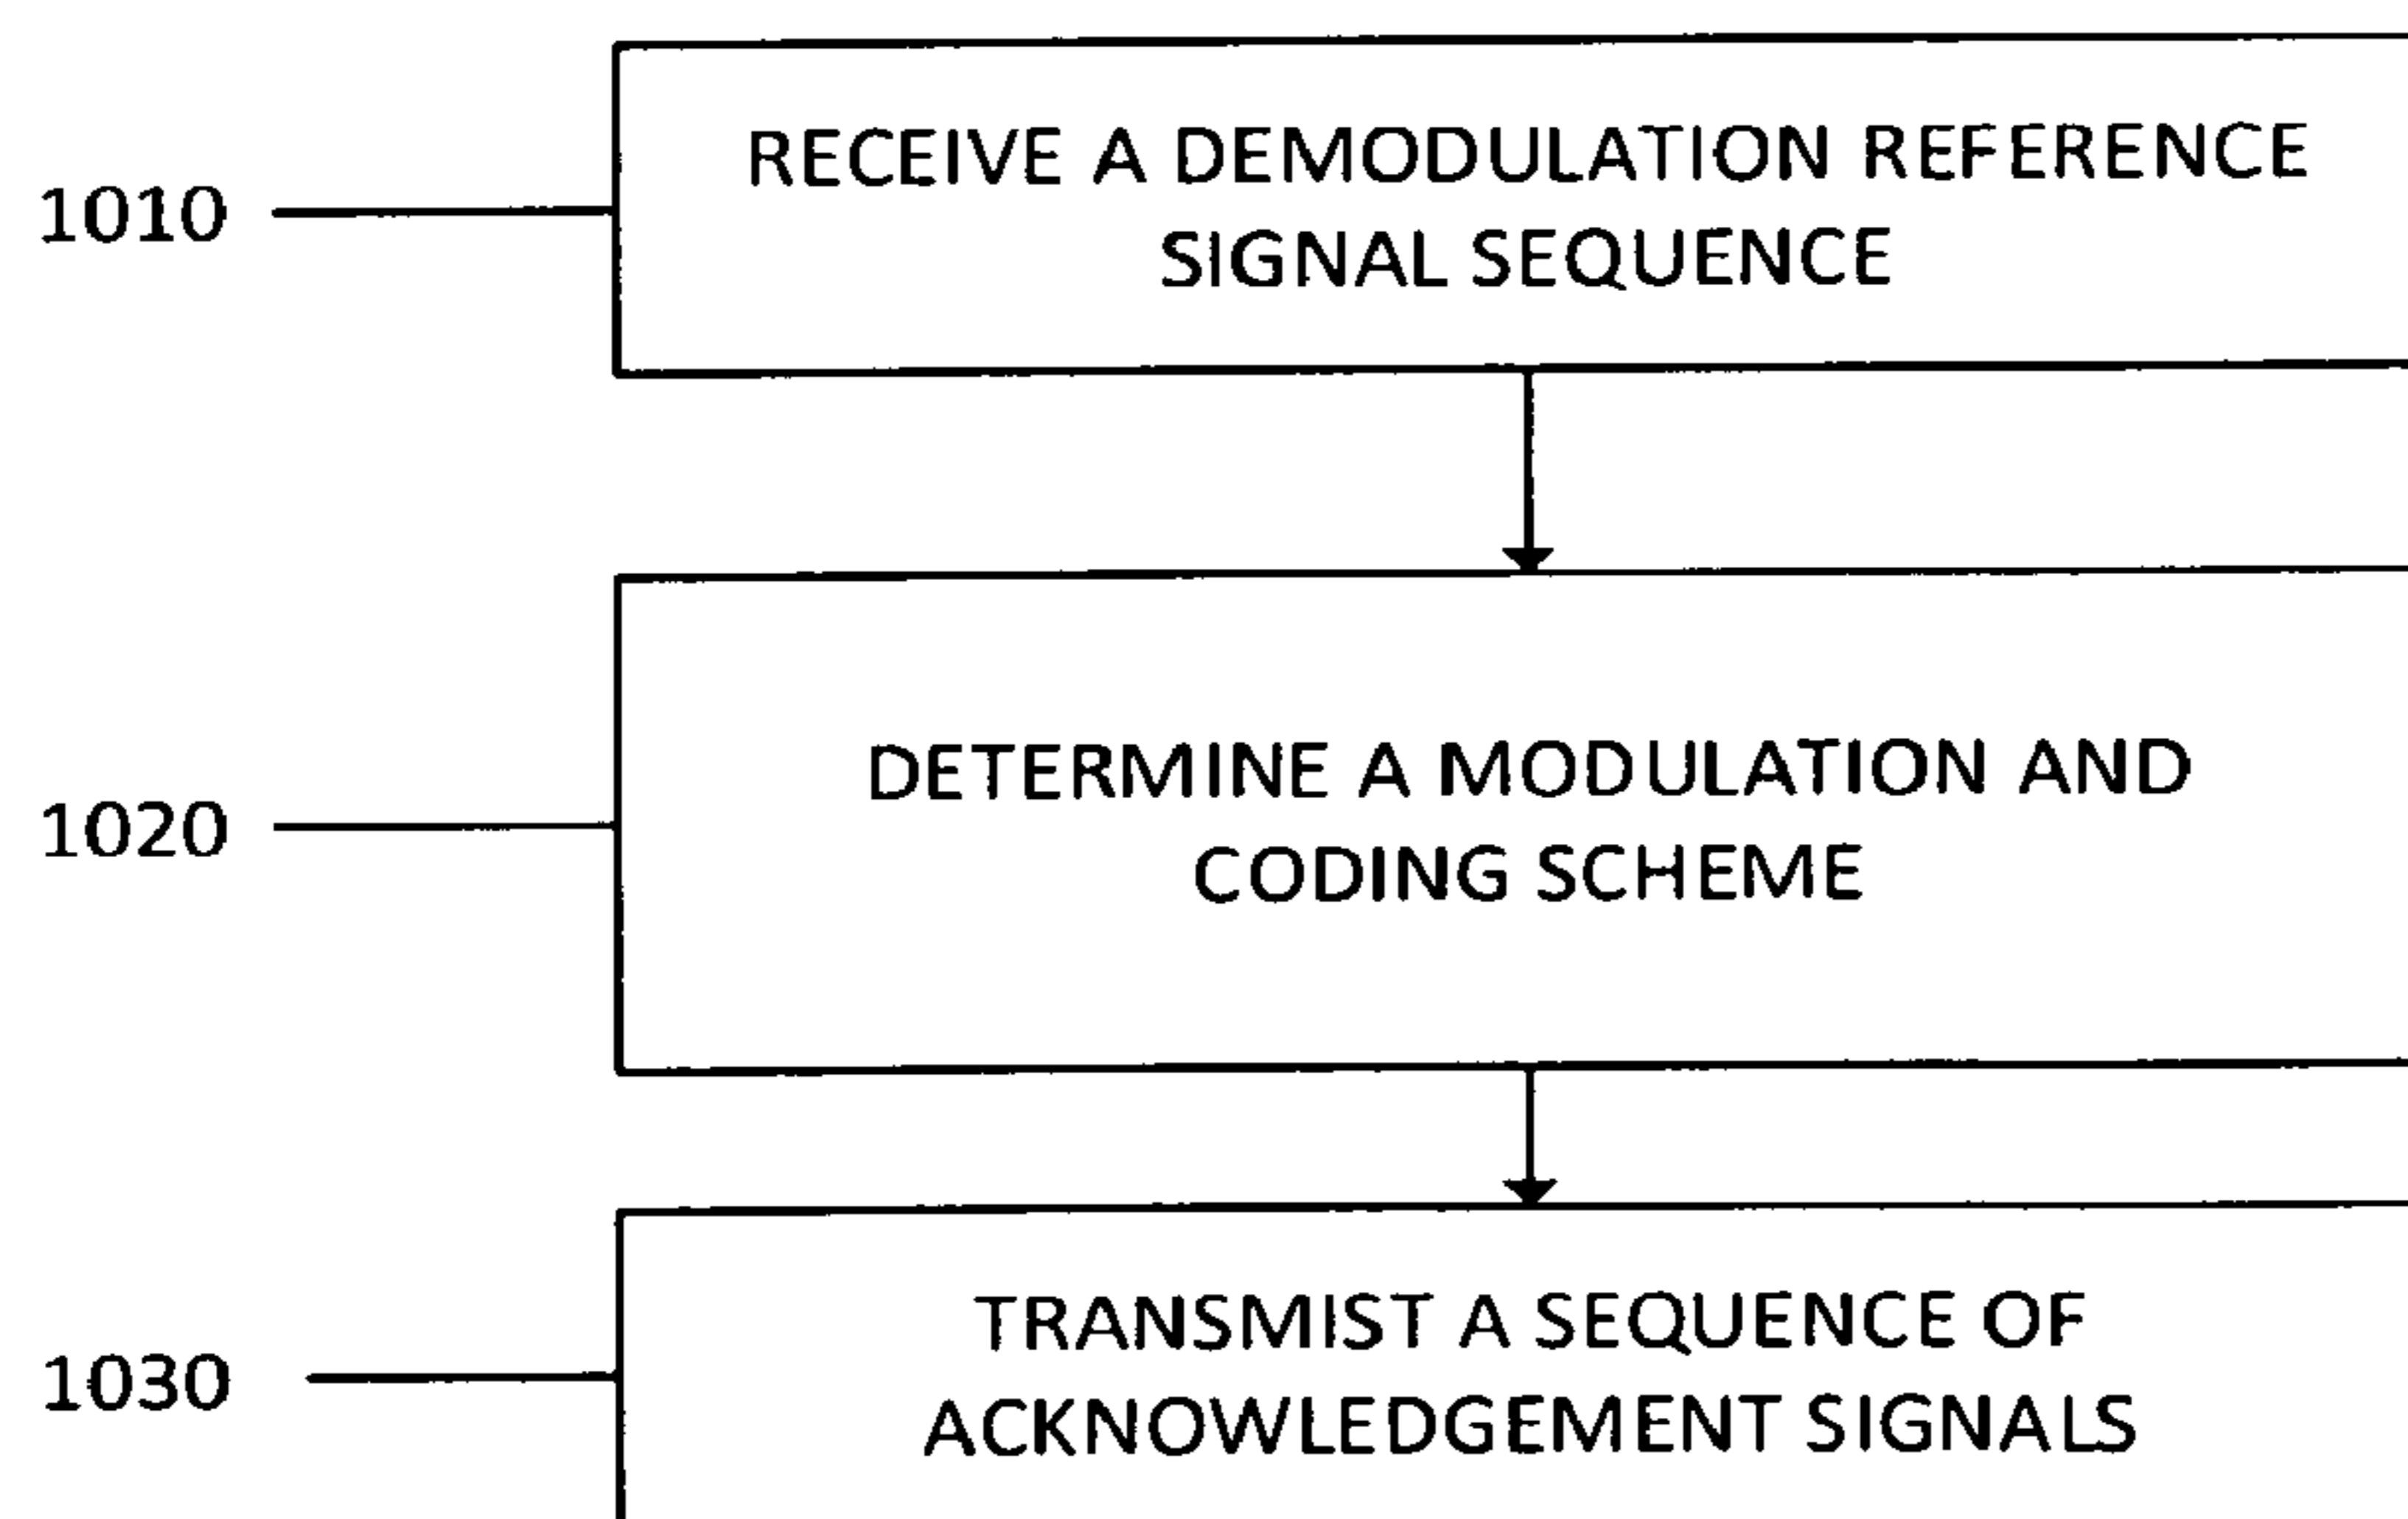 1010
RECEIVE A DEMODULATION REFERENCE
SIGNAL SEQUENCE
1020
DETERMINE A MODULATION AND
CODING SCHEME
1030
TRANSMIST A SEQUENCE OF
ACKNOWLEDGEMENT SIGNALS